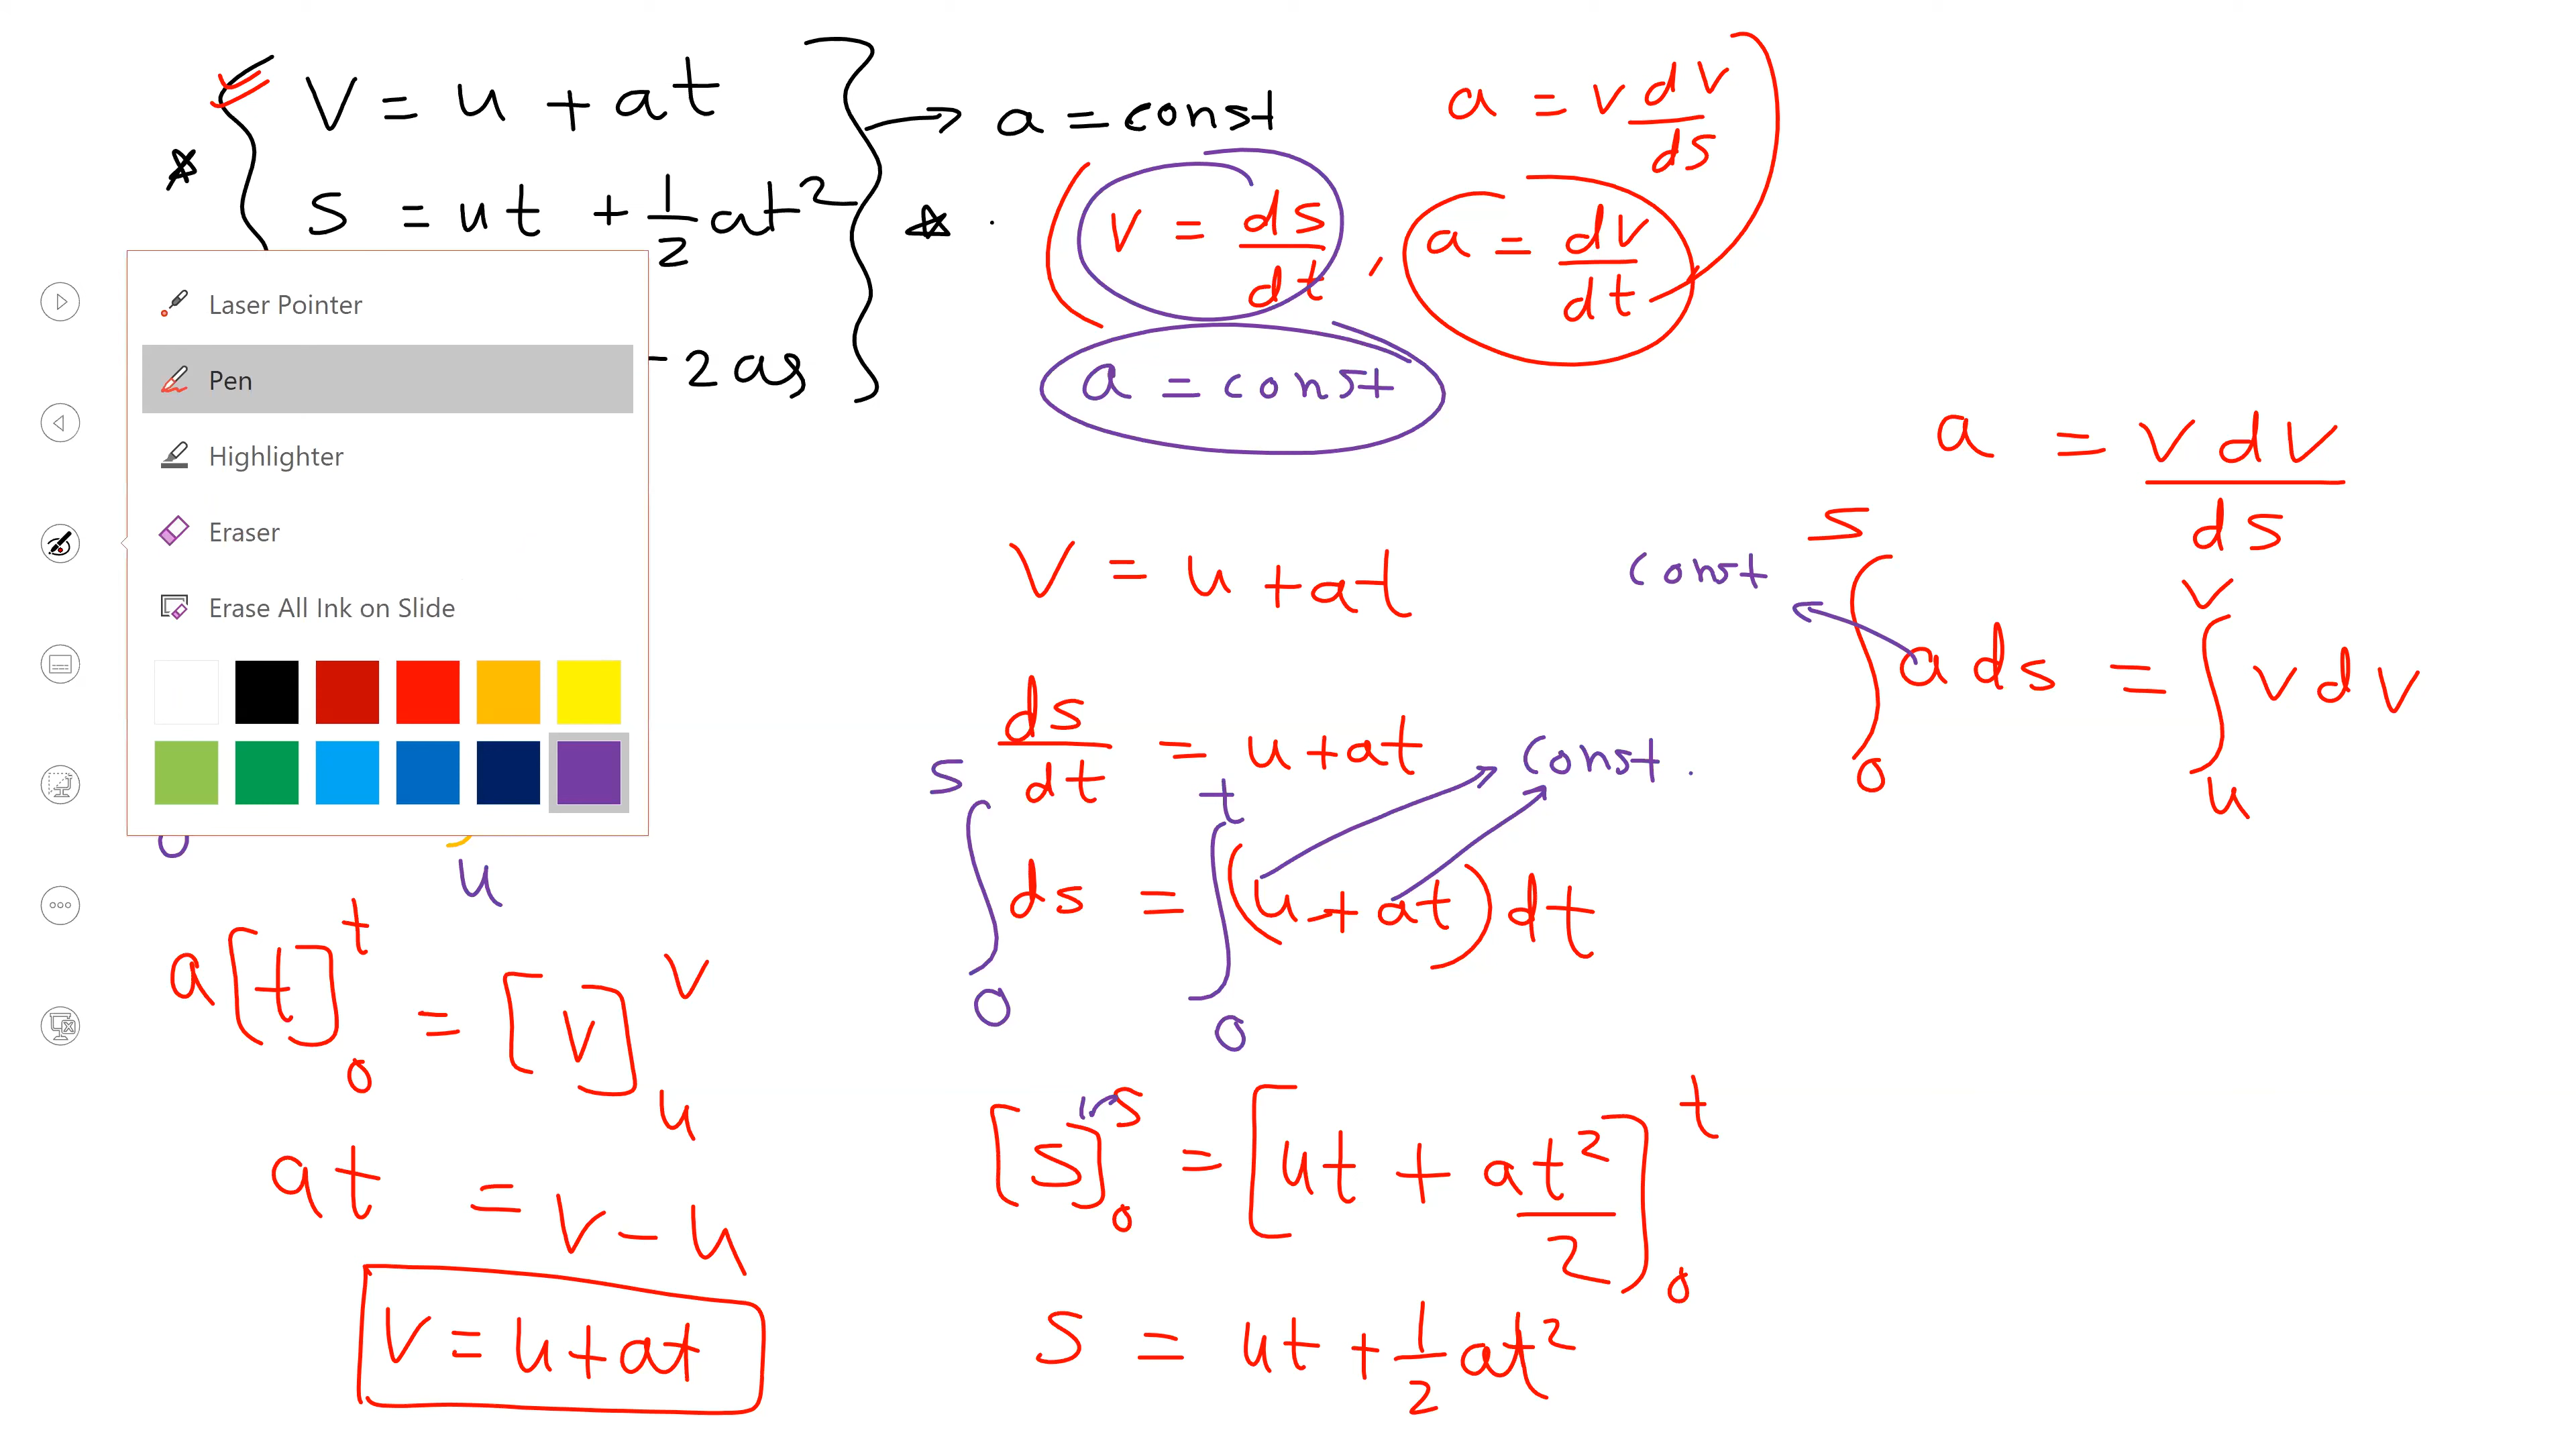 V = u + at
→ a = const
a = v dv/ds
s = ut + 1/2 at²
v = ds/dt , a = dv/dt
- 2as
a = const
Laser Pointer
Pen
Highlighter
Eraser
Erase All Ink on Slide
0
u
a[t]₀ᵗ = [v]ᵤᵛ
at = v - u
v = u + at
V = u + at
ds/dt = u + at
const.
∫₀ˢ ds = ∫₀ᵗ (u + at) dt
[s]₀ˢ = [ut + at²/2]₀ᵗ
s = ut + 1/2 at²
a = v dv/ds
const
∫₀ˢ a ds = ∫ᵤᵛ v dv